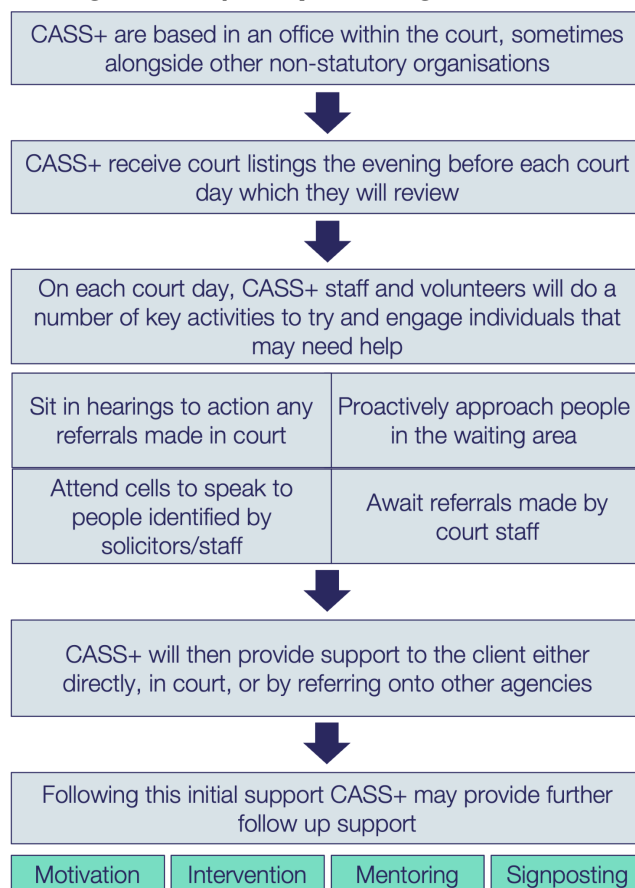 CASS+ are based in an office within the court, sometimes
alongside other non-statutory organisations
CASS+ receive court listings the evening before each court
day which they will review
On each court day, CASS+ staff and volunteers will do a
number of key activities to try and engage individuals that
may need help
Sit in hearings to action any
referrals made in court
Proactively approach people
in the waiting area
Attend cells to speak to
people identified by
solicitors/staff
Await referrals made by
court staff
CASS+ will then provide support to the client either
directly, in court, or by referring onto other agencies
Following this initial support CASS+ may provide further
follow up support
Motivation
Intervention
Mentoring
Signposting